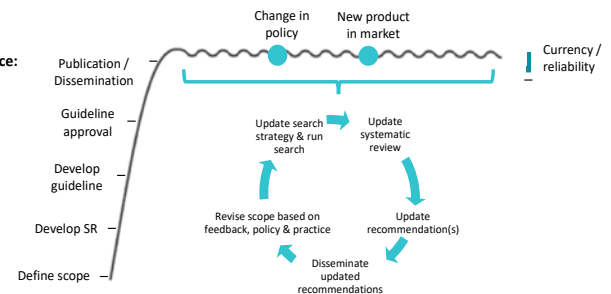 Change in
policy
New product
in market
Currency /
reliability
Publication /
Dissemination
Guideline
approval
Develop
guideline
Develop SR
Define scope
Update search
strategy & run
search
Update
systematic
review
Update
recommendation(s)
Disseminate
updated
recommendations
Revise scope based on
feedback, policy & practice